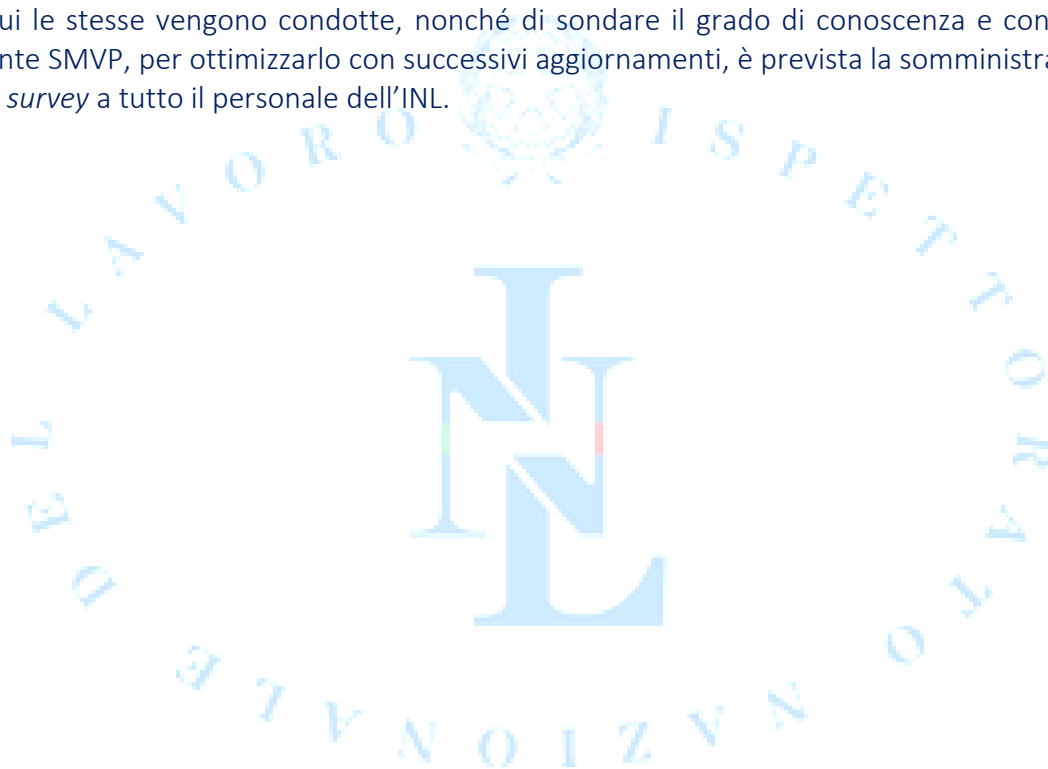 ui le stesse vengono condotte, nonché di sondare il grado di conoscenza e con
nte SMVP, per ottimizzarlo con successivi aggiornamenti, è prevista la somministra
survey a tutto il personale dell'INL.
ISPETTORATO NAZIONALE DEL LAVORO
INL